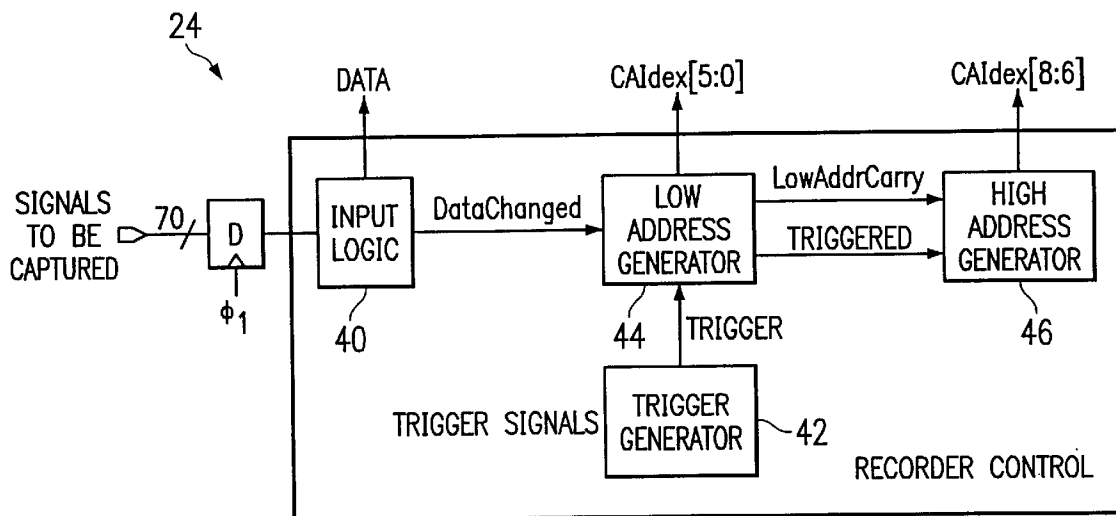 24
DATA
CAIdex[5:0]
CAIdex[8:6]
SIGNALS
TO BE
CAPTURED
70
D
ϕ1
INPUT
LOGIC
40
DataChanged
LOW
ADDRESS
GENERATOR
44
LowAddrCarry
TRIGGERED
HIGH
ADDRESS
GENERATOR
46
TRIGGER
TRIGGER SIGNALS
TRIGGER
GENERATOR
42
RECORDER CONTROL